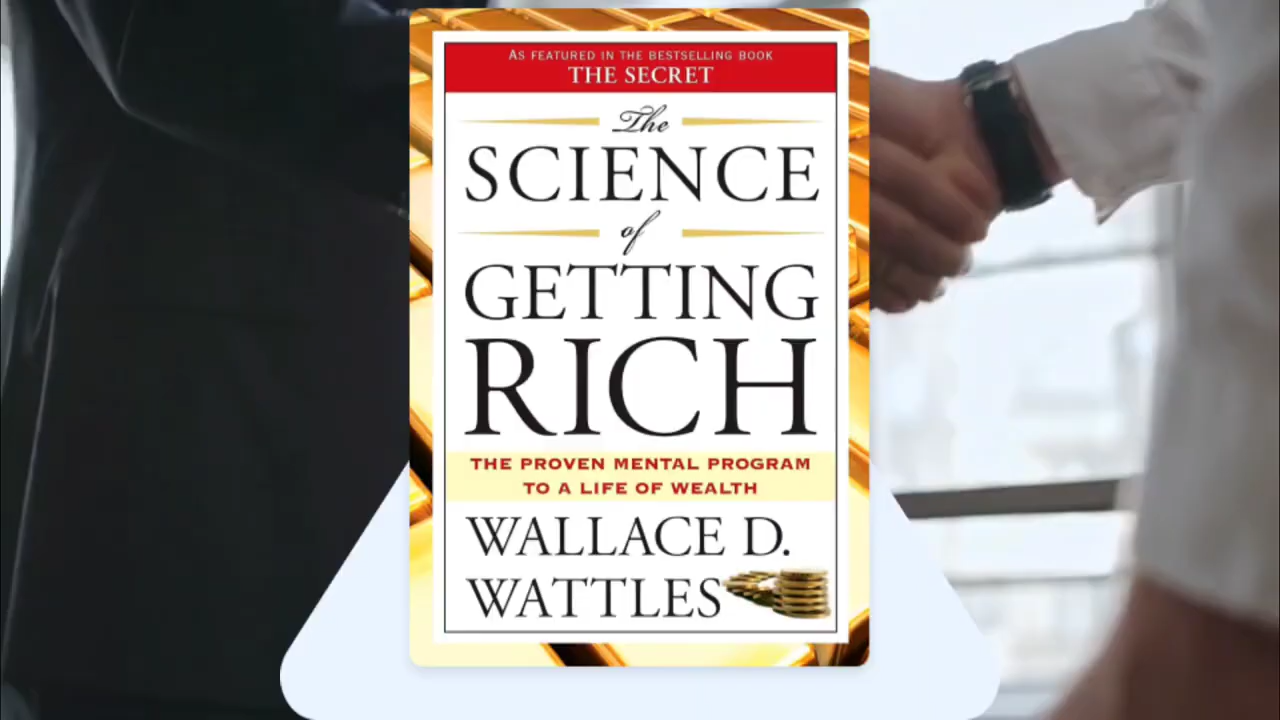 AS FEATURED IN THE BESTSELLING BOOK
THE SECRET
The
SCIENCE
of
GETTING
RICH
THE PROVEN MENTAL PROGRAM
TO A LIFE OF WEALTH
WALLACE D.
WATTLES